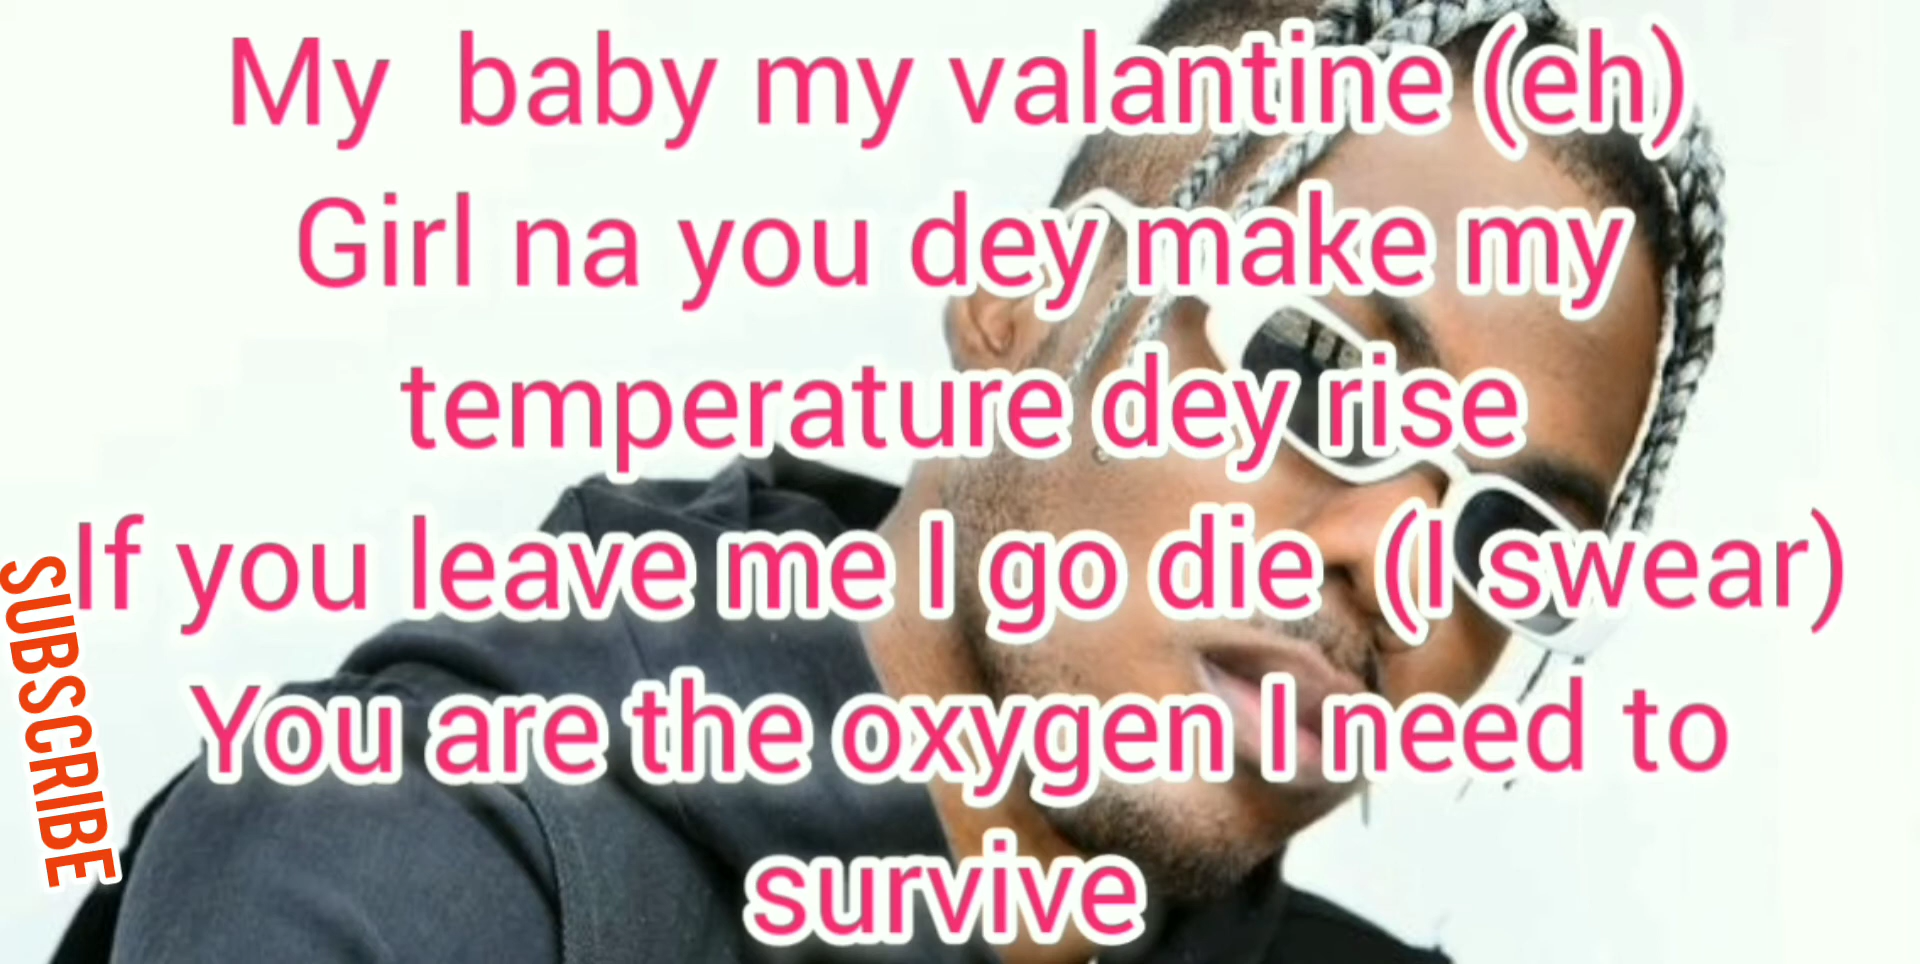 My  baby my valantine (eh)
Girl na you dey make my
temperature dey rise
If you leave me I go die  (I swear)
You are the oxygen I need to
survive
SUBSCRIBE